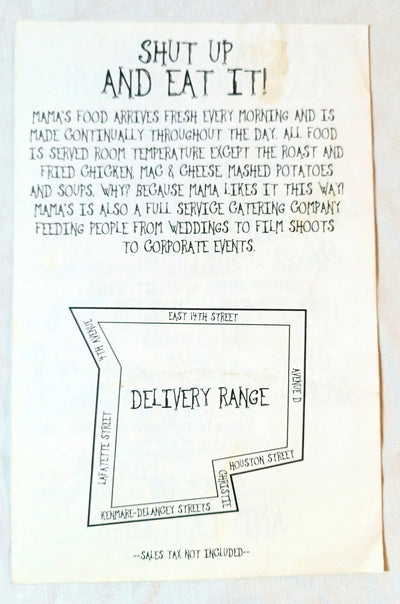 SHUT UP
AND EAT IT!
MAMA'S FOOD ARRIVES FRESH EVERY MORNING AND IS
MADE CONTINUALLY THROUGHOUT THE DAY. ALL FOOD
IS SERVED ROOM TEMPERATURE EXCEPT THE ROAST AND
FRIED CHICKEN, MAC & CHEESE, MASHED POTATOES
AND SOUPS. WHY? BECAUSE MAMA LIKES IT THIS WAY!
MAMA'S IS ALSO A FULL SERVICE CATERING COMPANY
FEEDING PEOPLE FROM WEDDINGS TO FILM SHOOTS
TO CORPORATE EVENTS.
EAST 14TH STREET
4TH AVENUE
AVENUE D
DELIVERY RANGE
LAFAYETTE STREET
HOUSTON STREET
CHRISTIE
KENMARE-DELANCEY STREETS
--SALES TAX NOT INCLUDED--